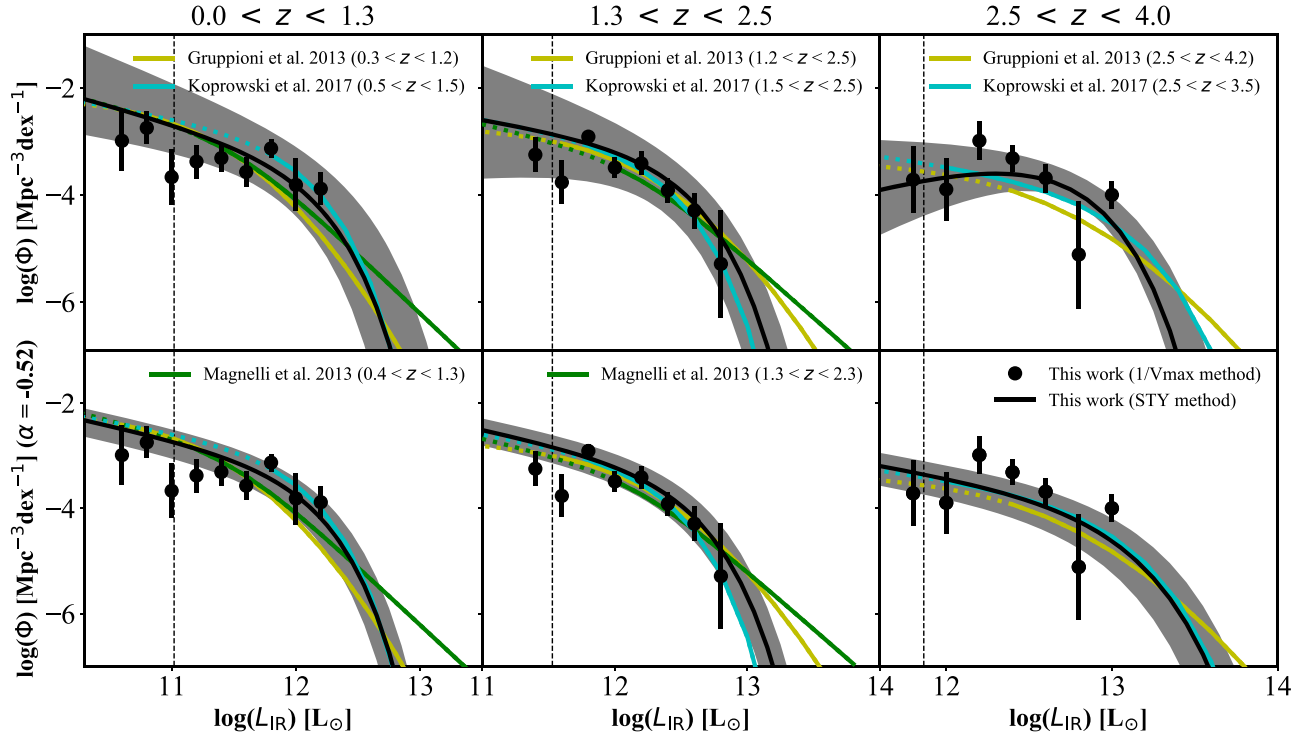 0.0 < z < 1.3
1.3 < z < 2.5
2.5 < z < 4.0
Gruppioni et al. 2013 (0.3 < z < 1.2)
Koprowski et al. 2017 (0.5 < z < 1.5)
Gruppioni et al. 2013 (1.2 < z < 2.5)
Koprowski et al. 2017 (1.5 < z < 2.5)
Gruppioni et al. 2013 (2.5 < z < 4.2)
Koprowski et al. 2017 (2.5 < z < 3.5)
−2
−4
−6
log(Φ) [Mpc⁻³dex⁻¹]
Magnelli et al. 2013 (0.4 < z < 1.3)
Magnelli et al. 2013 (1.3 < z < 2.3)
This work (1/Vmax method)
This work (STY method)
−2
−4
−6
log(Φ) [Mpc⁻³dex⁻¹] (α = -0.52)
11 12 13 11 12 13 14 12 13 14
log(L_IR) [L_⊙] log(L_IR) [L_⊙] log(L_IR) [L_⊙]